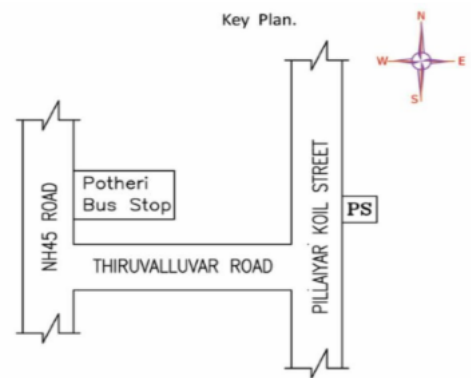 Key Plan.
N
W
E
S
Potheri
Bus Stop
NH45 ROAD
THIRUVALLUVAR ROAD
PILLAIYAR KOIL STREET
PS